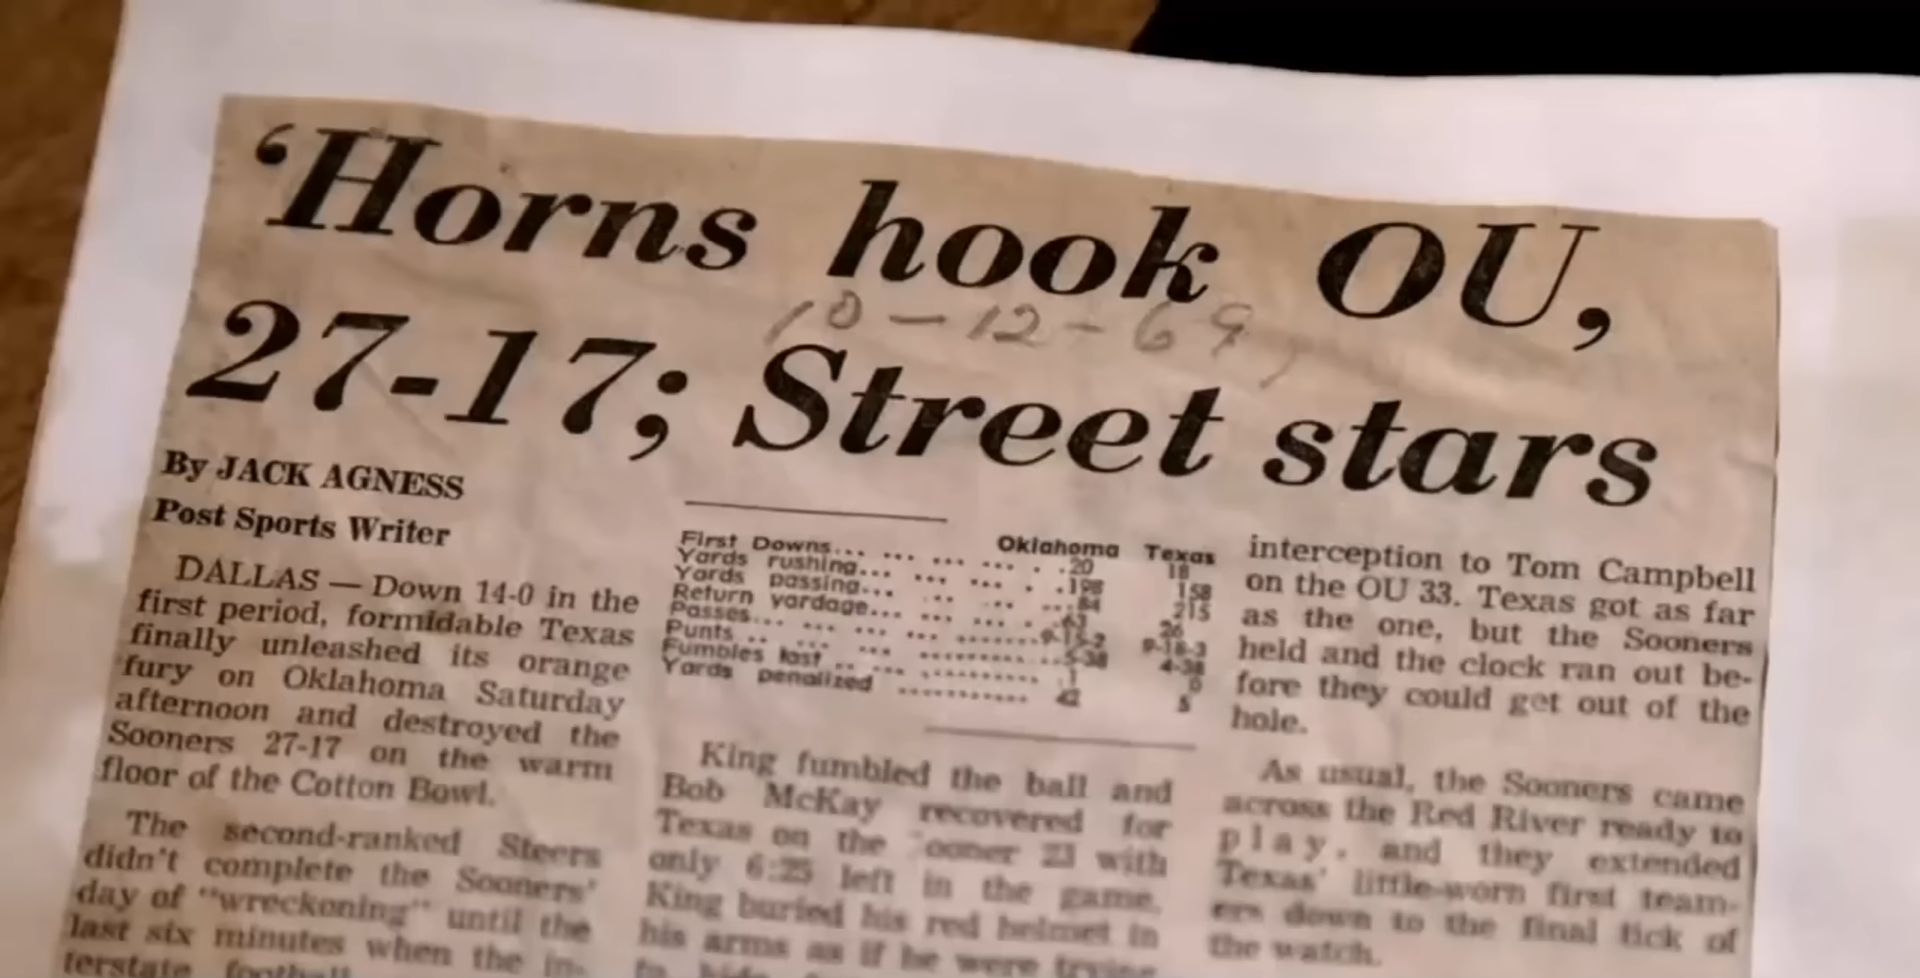 ‘Horns hook OU,
10-12-69
27-17; Street stars
By JACK AGNESS
Post Sports Writer
DALLAS — Down 14-0 in the
first period, formidable Texas
finally unleashed its orange
fury on Oklahoma Saturday
afternoon and destroyed the
Sooners 27-17 on the warm
floor of the Cotton Bowl.
The second-ranked Steers
didn't complete the Sooners'
day of "wreckoning" until the
last six minutes when the in-
terstate football
Oklahoma Texas
First Downs... ... ... ... . .20 18
Yards rushing... ... ... . .198 158
Yards passing... .. .. ...84 215
Return yardage... ... ... . .63 26
Passes... ... ... ... ....... 9-18-3
Punts .. ... ... ..........5-38 4-38
Fumbles lost .. ... ......... 1 0
Yards penalized ........... 42 5
King fumbled the ball and
Bob McKay recovered for
Texas on the ooner 23 with
only 6:25 left in the game.
King buried his red helmet in
his arms as if he were trying
to hide
interception to Tom Campbell
on the OU 33. Texas got as far
as the one, but the Sooners
held and the clock ran out be-
fore they could get out of the
hole.
As usual, the Sooners came
across the Red River ready to
play, and they extended
Texas' little-worn first team-
ers down to the final tick of
the watch.